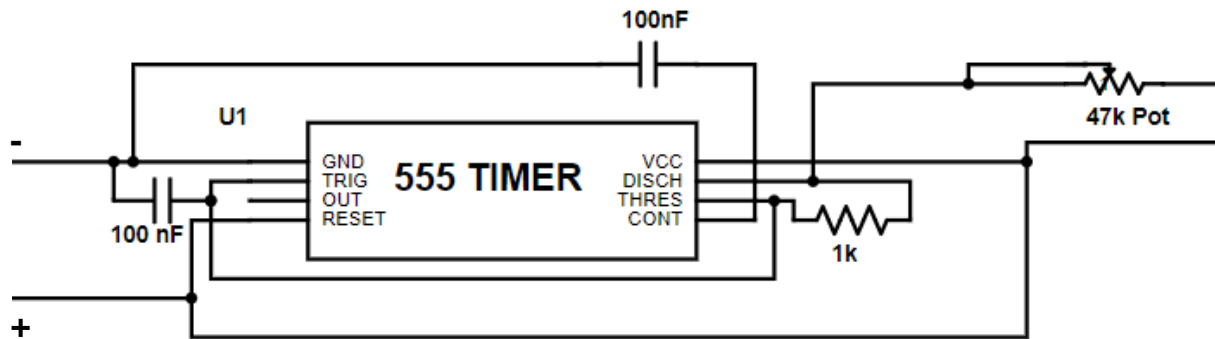 100nF
47k Pot
U1
-
GND
TRIG
OUT
RESET
555 TIMER
VCC
DISCH
THRES
CONT
100 nF
1k
+